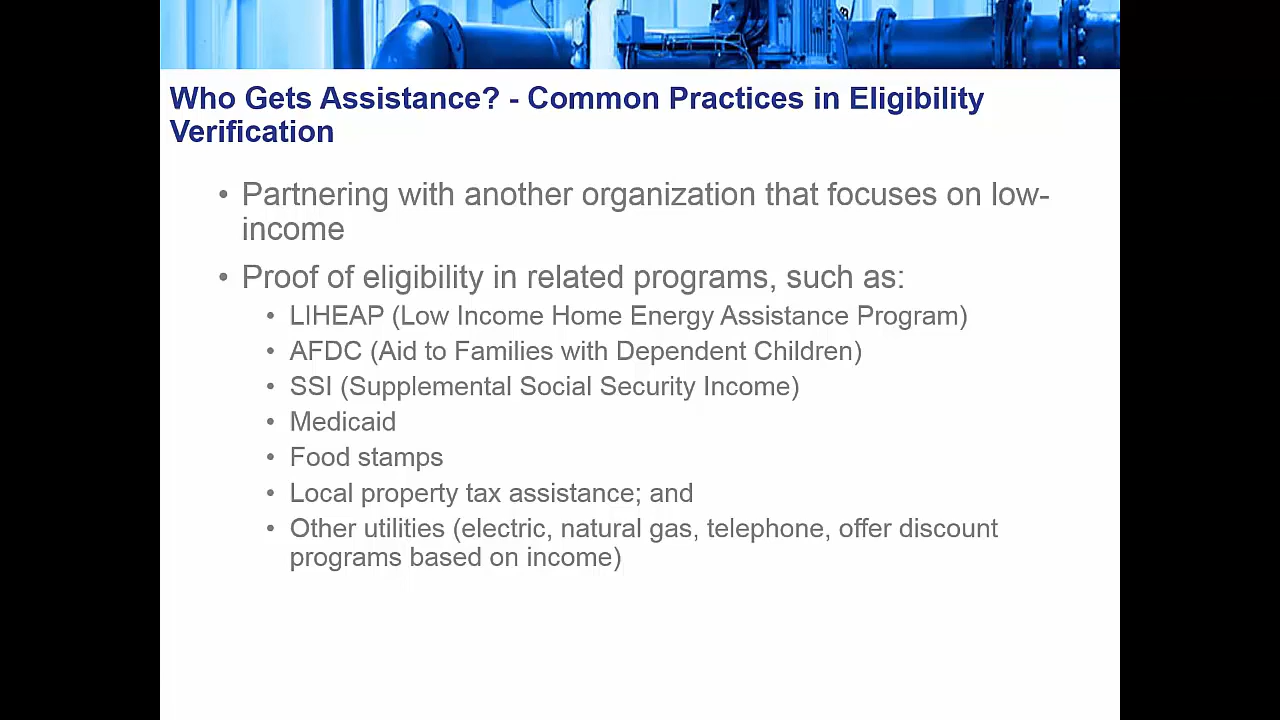 Who Gets Assistance? - Common Practices in Eligibility
Verification
• Partnering with another organization that focuses on low-
income
• Proof of eligibility in related programs, such as:
• LIHEAP (Low Income Home Energy Assistance Program)
• AFDC (Aid to Families with Dependent Children)
• SSI (Supplemental Social Security Income)
• Medicaid
• Food stamps
• Local property tax assistance; and
• Other utilities (electric, natural gas, telephone, offer discount
programs based on income)